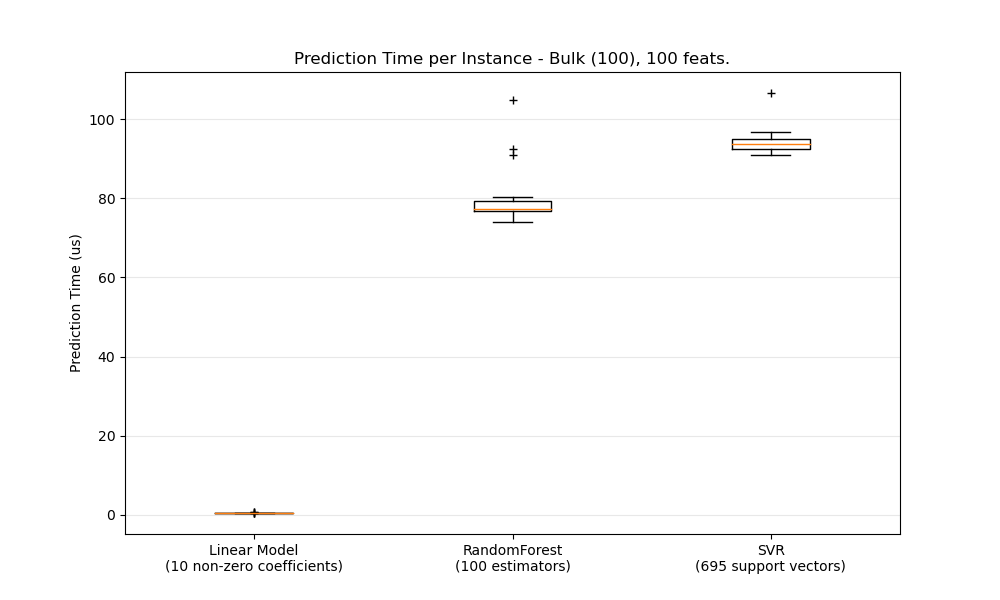 Prediction Time per Instance - Bulk (100), 100 feats.
Prediction Time (us)
100
80
60
40
20
0
Linear Model
(10 non-zero coefficients)
RandomForest
(100 estimators)
SVR
(695 support vectors)